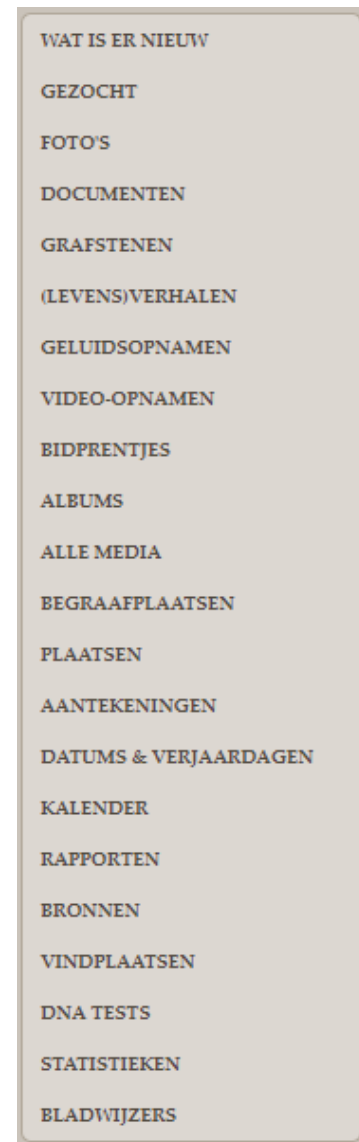 WAT IS ER NIEUW
GEZOCHT
FOTO'S
DOCUMENTEN
GRAFSTENEN
(LEVENS)VERHALEN
GELUIDSOPNAMEN
VIDEO-OPNAMEN
BIDPRENTJES
ALBUMS
ALLE MEDIA
BEGRAAFPLAATSEN
PLAATSEN
AANTEKENINGEN
DATUMS & VERJAARDAGEN
KALENDER
RAPPORTEN
BRONNEN
VINDPLAATSEN
DNA TESTS
STATISTIEKEN
BLADWIJZERS